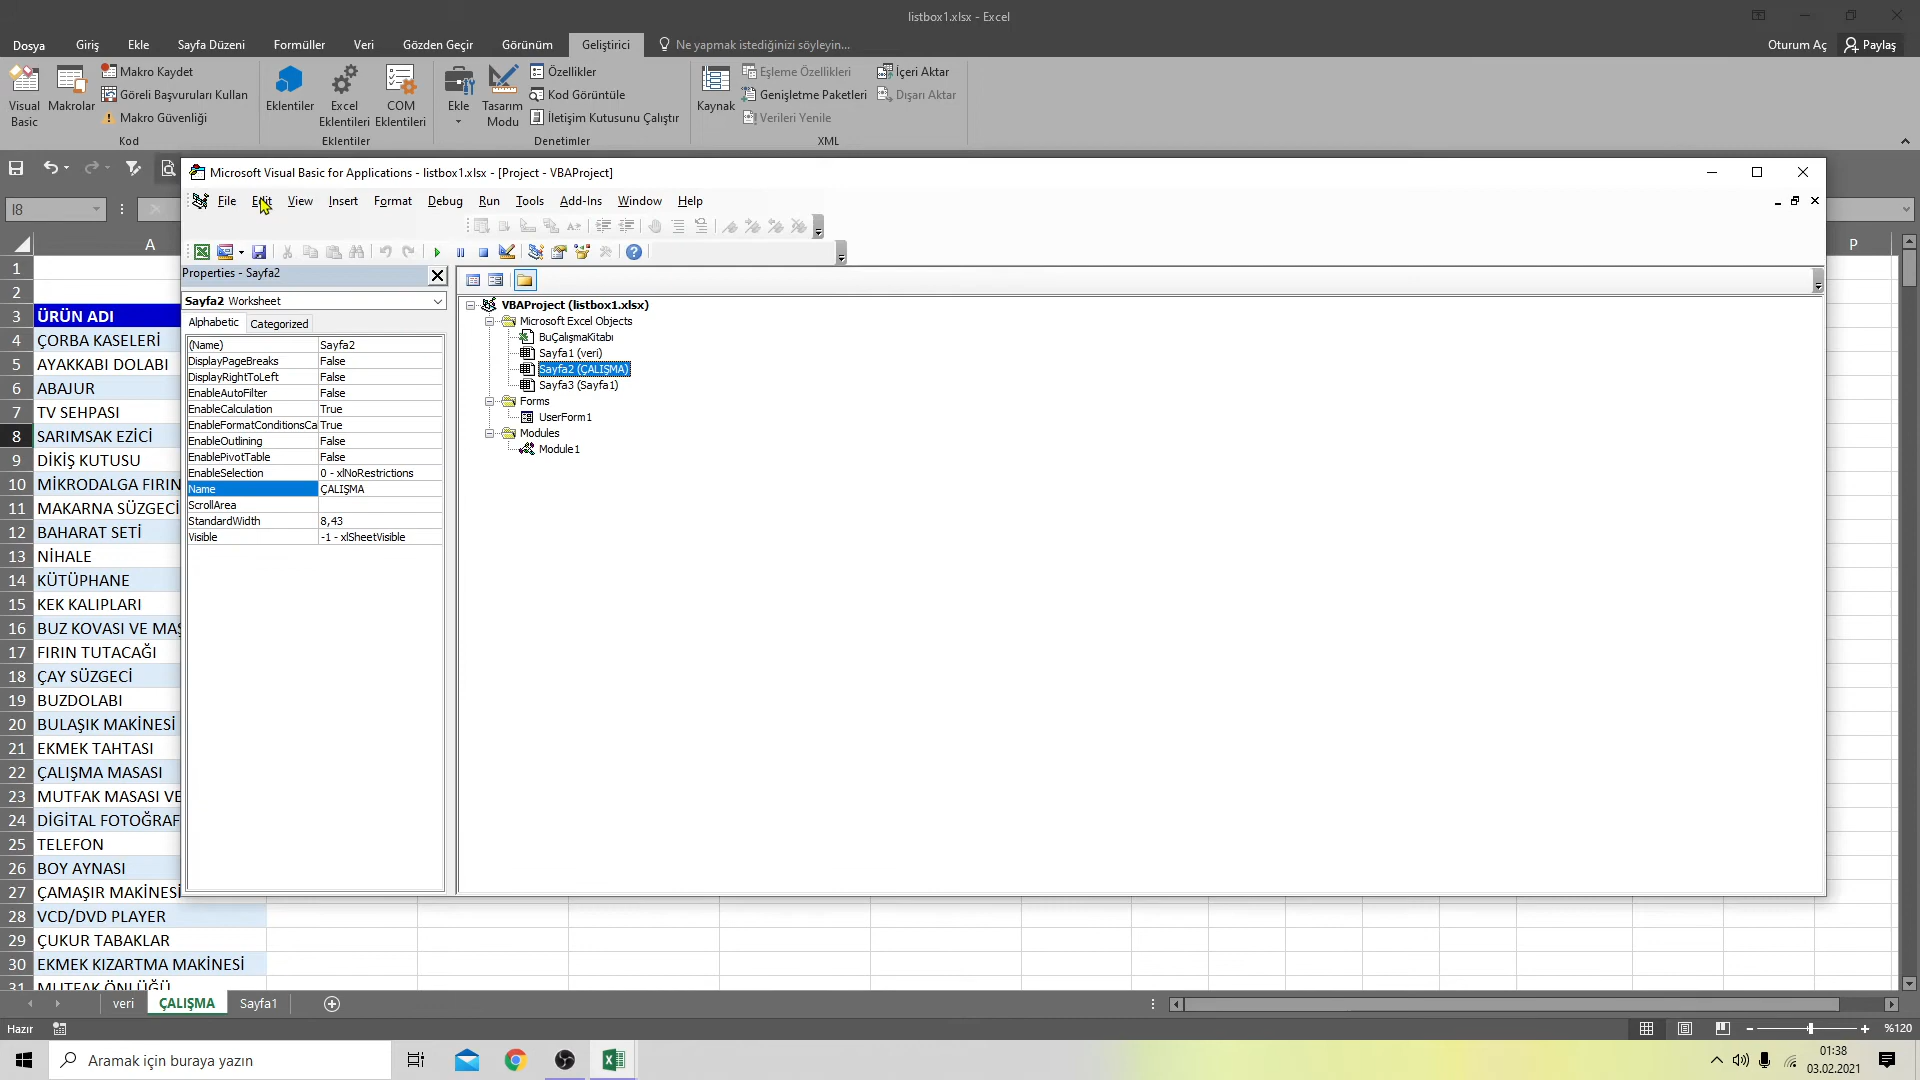 listbox1.xlsx - Excel
Dosya Giriş Ekle Sayfa Düzeni Formüller Veri Gözden Geçir Görünüm Geliştirici Ne yapmak istediğinizi söyleyin... Oturum Aç Paylaş
Visual Basic
Makrolar
Makro Kaydet
Göreli Başvuruları Kullan
Makro Güvenliği
Kod
Eklentiler
Excel Eklentileri
COM Eklentileri
Eklentiler
Ekle
Tasarım Modu
Özellikler
Kod Görüntüle
İletişim Kutusunu Çalıştır
Denetimler
Kaynak
Eşleme Özellikleri
Genişletme Paketleri
Verileri Yenile
İçeri Aktar
Dışarı Aktar
XML
I8
Microsoft Visual Basic for Applications - listbox1.xlsx - [Project - VBAProject]
File Edit View Insert Format Debug Run Tools Add-Ins Window Help
Properties - Sayfa2
Sayfa2 Worksheet
Alphabetic Categorized
(Name) Sayfa2
DisplayPageBreaks False
DisplayRightToLeft False
EnableAutoFilter False
EnableCalculation True
EnableFormatConditionsCa True
EnableOutlining False
EnablePivotTable False
EnableSelection 0 - xlNoRestrictions
Name ÇALIŞMA
ScrollArea
StandardWidth 8,43
Visible -1 - xlSheetVisible
VBAProject (listbox1.xlsx)
Microsoft Excel Objects
BuÇalışmaKitabı
Sayfa1 (veri)
Sayfa2 (ÇALIŞMA)
Sayfa3 (Sayfa1)
Forms
UserForm1
Modules
Module1
A P
1
2
3 ÜRÜN ADI
4 ÇORBA KASELERİ
5 AYAKKABI DOLABI
6 ABAJUR
7 TV SEHPASI
8 SARIMSAK EZİCİ
9 DİKİŞ KUTUSU
10 MİKRODALGA FIRIN
11 MAKARNA SÜZGECİ
12 BAHARAT SETİ
13 NİHALE
14 KÜTÜPHANE
15 KEK KALIPLARI
16 BUZ KOVASI VE MAŞ
17 FIRIN TUTACAĞI
18 ÇAY SÜZGECİ
19 BUZDOLABI
20 BULAŞIK MAKİNESİ
21 EKMEK TAHTASI
22 ÇALIŞMA MASASI
23 MUTFAK MASASI VE
24 DİGİTAL FOTOĞRAF
25 TELEFON
26 BOY AYNASI
27 ÇAMAŞIR MAKİNESİ
28 VCD/DVD PLAYER
29 ÇUKUR TABAKLAR
30 EKMEK KIZARTMA MAKİNESİ
31 MUTFAK ÖNLÜĞÜ
veri ÇALIŞMA Sayfa1
Hazır %120
Aramak için buraya yazın
01:38
03.02.2021